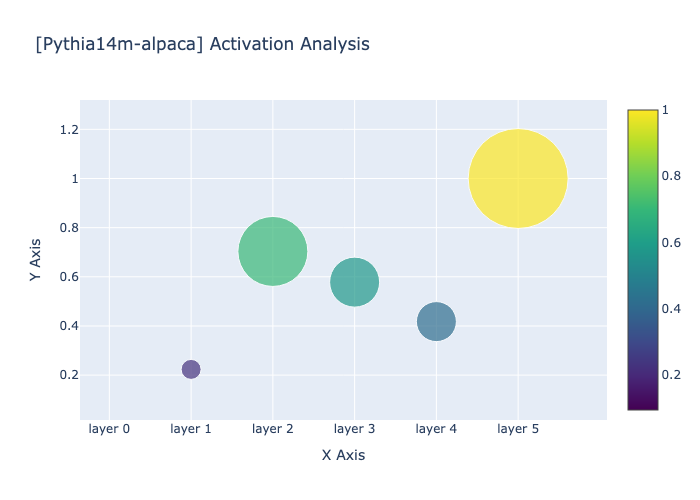 [Pythia14m-alpaca] Activation Analysis
1.2
1
0.8
0.6
0.4
0.2
Y Axis
layer 0
layer 1
layer 2
layer 3
layer 4
layer 5
X Axis
1
0.8
0.6
0.4
0.2